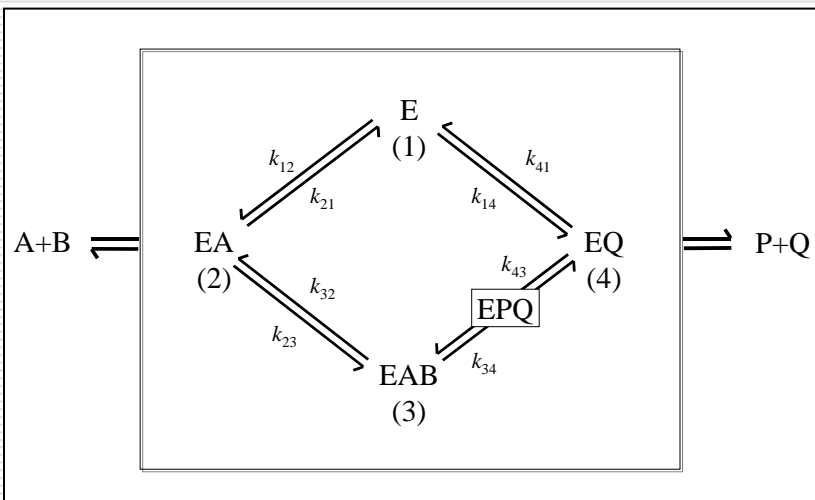 E
(1)
k12
k41
k21
k14
A+B
EA
(2)
EQ
(4)
P+Q
k32
k43
k23
EPQ
k34
EAB
(3)